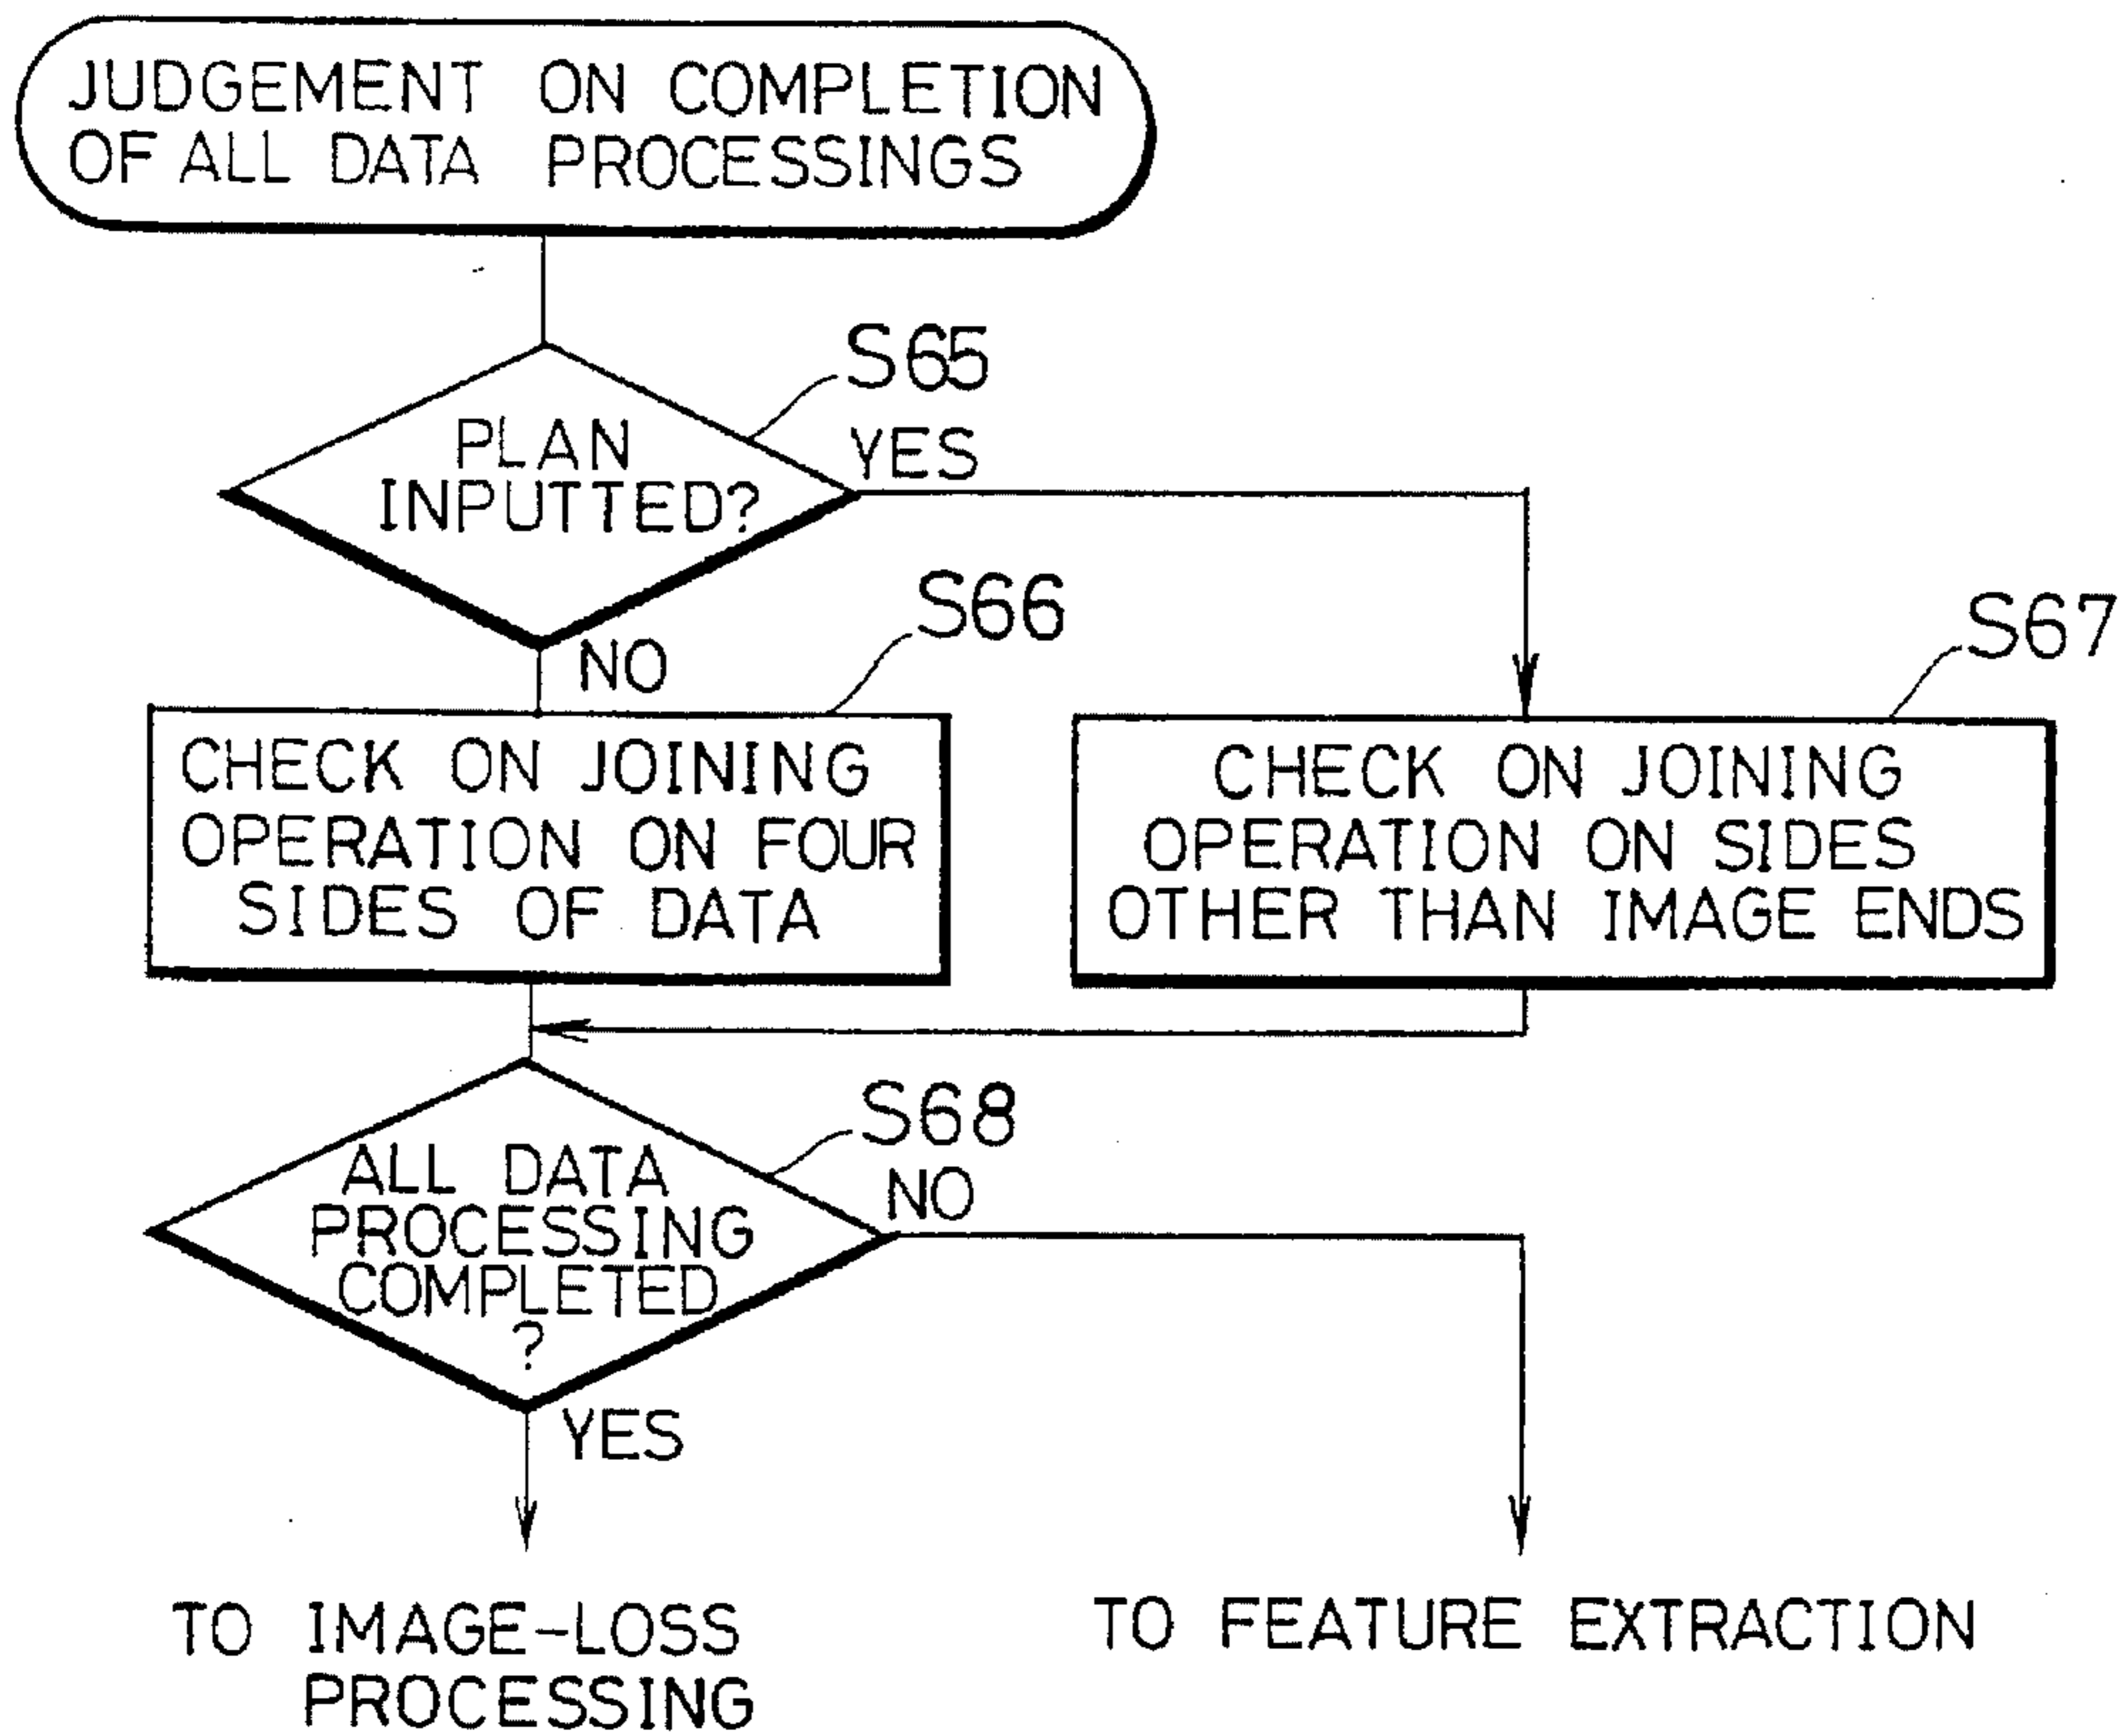 JUDGEMENT ON COMPLETION
OF ALL DATA PROCESSINGS
S65
PLAN
INPUTTED?
YES
NO
S66
CHECK ON JOINING
OPERATION ON FOUR
SIDES OF DATA
S67
CHECK ON JOINING
OPERATION ON SIDES
OTHER THAN IMAGE ENDS
S68
ALL DATA
PROCESSING
COMPLETED
?
NO
YES
TO IMAGE-LOSS
PROCESSING
TO FEATURE EXTRACTION